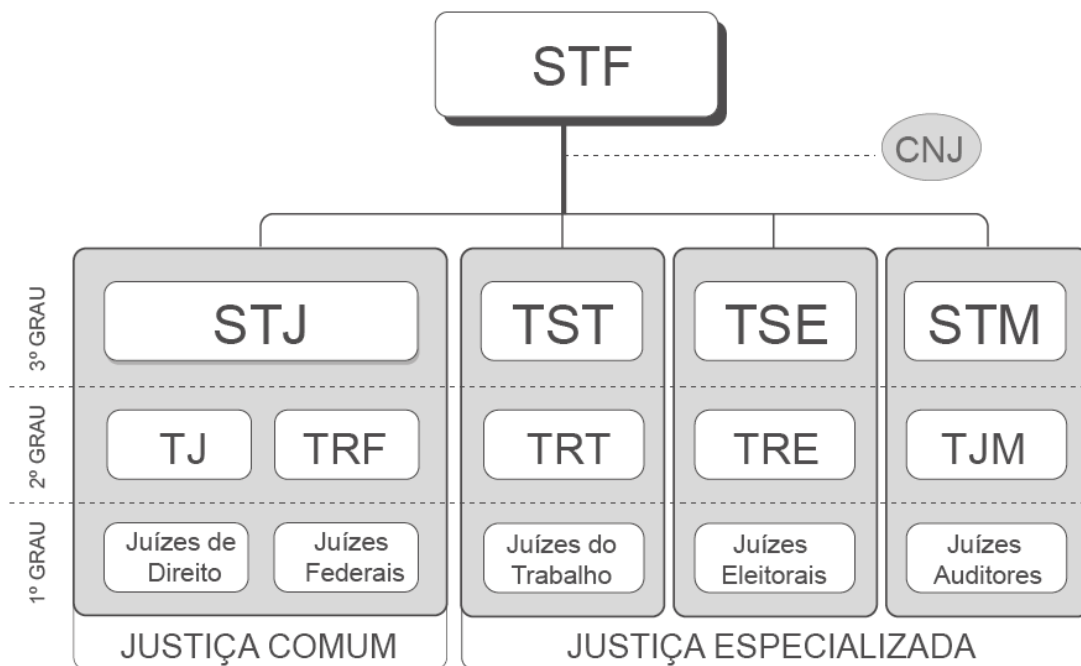 STF
CNJ
3º GRAU
STJ
TST
TSE
STM
2º GRAU
TJ
TRF
TRT
TRE
TJM
1º GRAU
Juízes de
Direito
Juízes
Federais
Juízes do
Trabalho
Juízes
Eleitorais
Juízes
Auditores
JUSTIÇA COMUM
JUSTIÇA ESPECIALIZADA